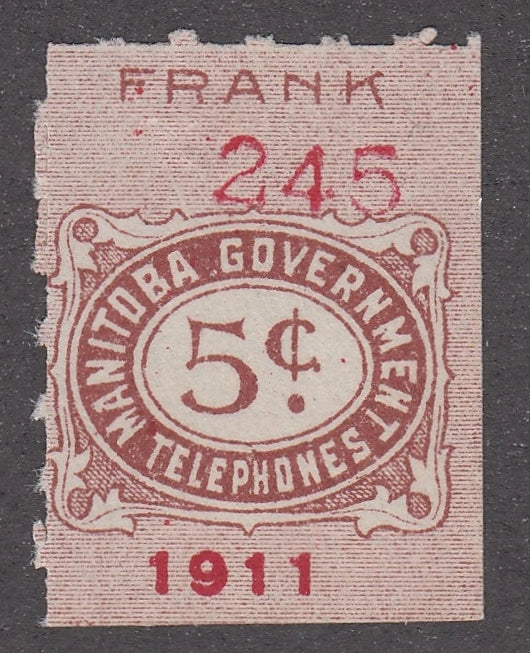 FRANK
245
MANITOBA GOVERNMENT
5¢
TELEPHONES
1911